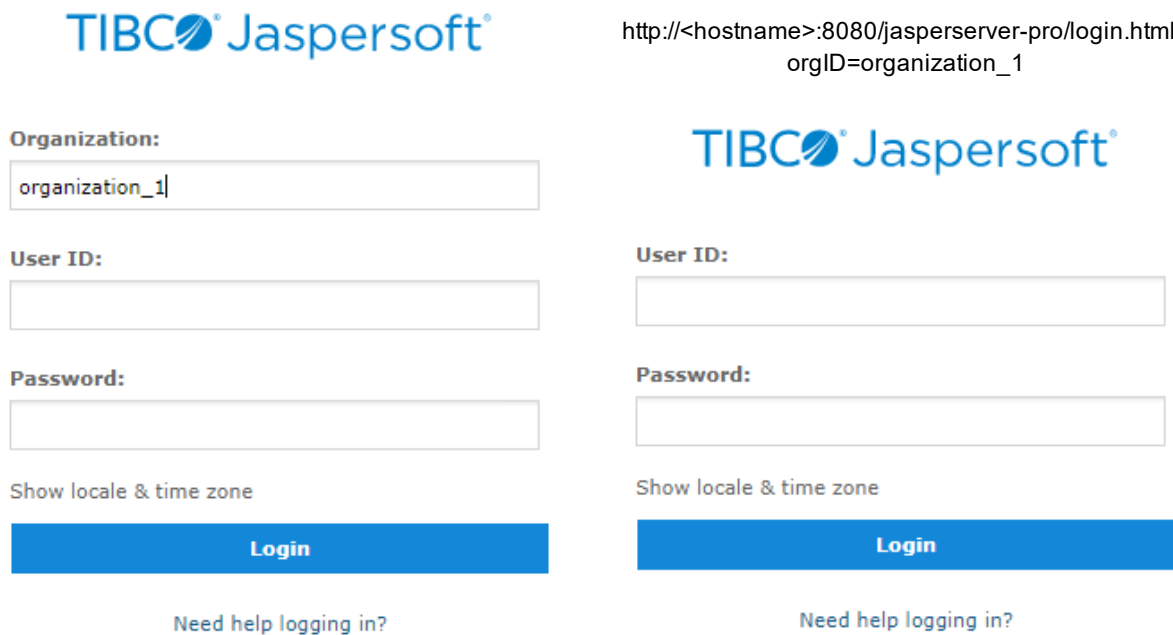 TIBCO® Jaspersoft®
Organization:
organization_1
User ID:
Password:
Show locale & time zone
Login
Need help logging in?
http://<hostname>:8080/jasperserver-pro/login.html
orgID=organization_1
TIBCO® Jaspersoft®
User ID:
Password:
Show locale & time zone
Login
Need help logging in?